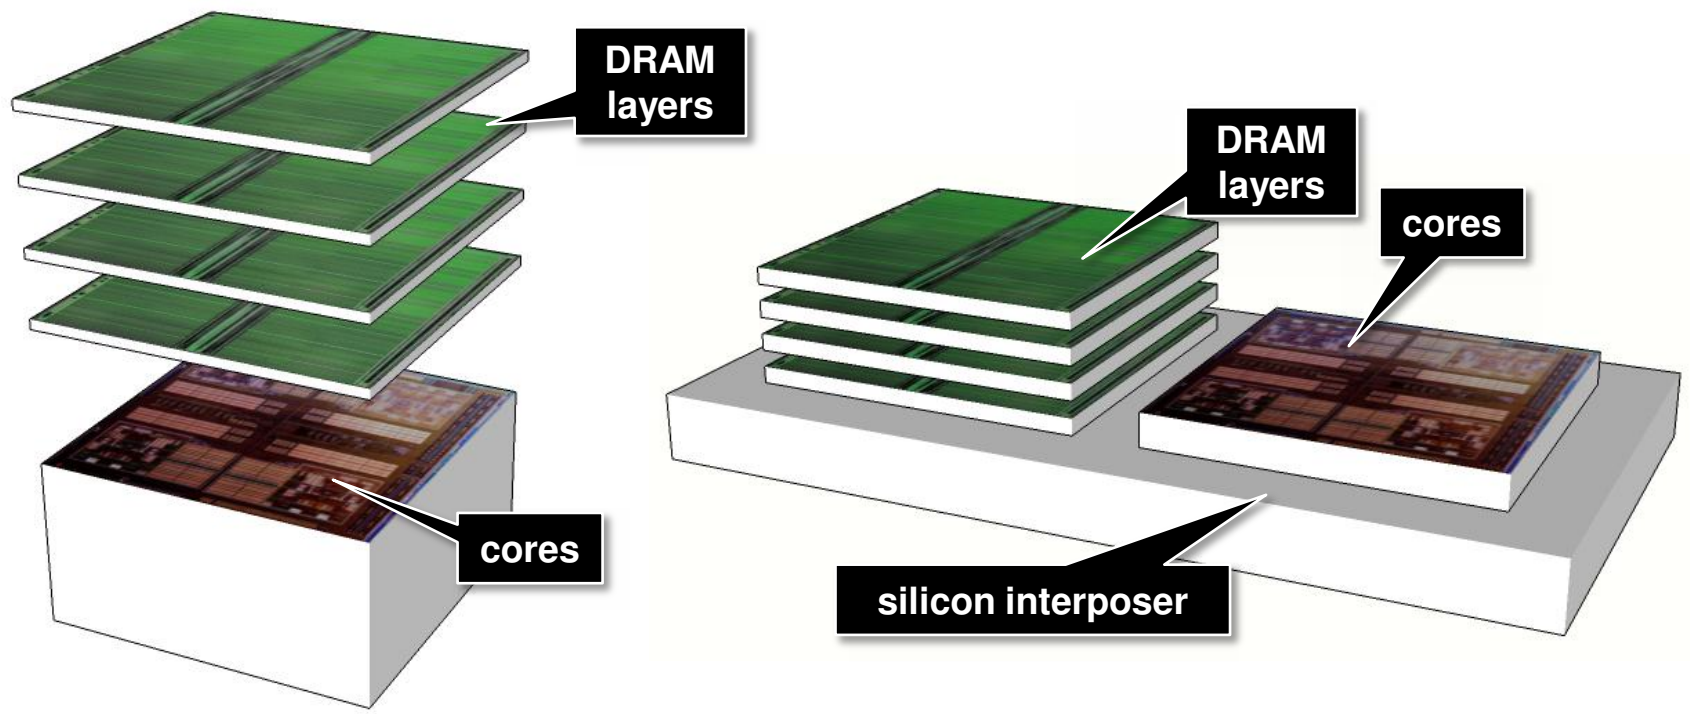 DRAM
layers
cores
DRAM
layers
cores
silicon interposer